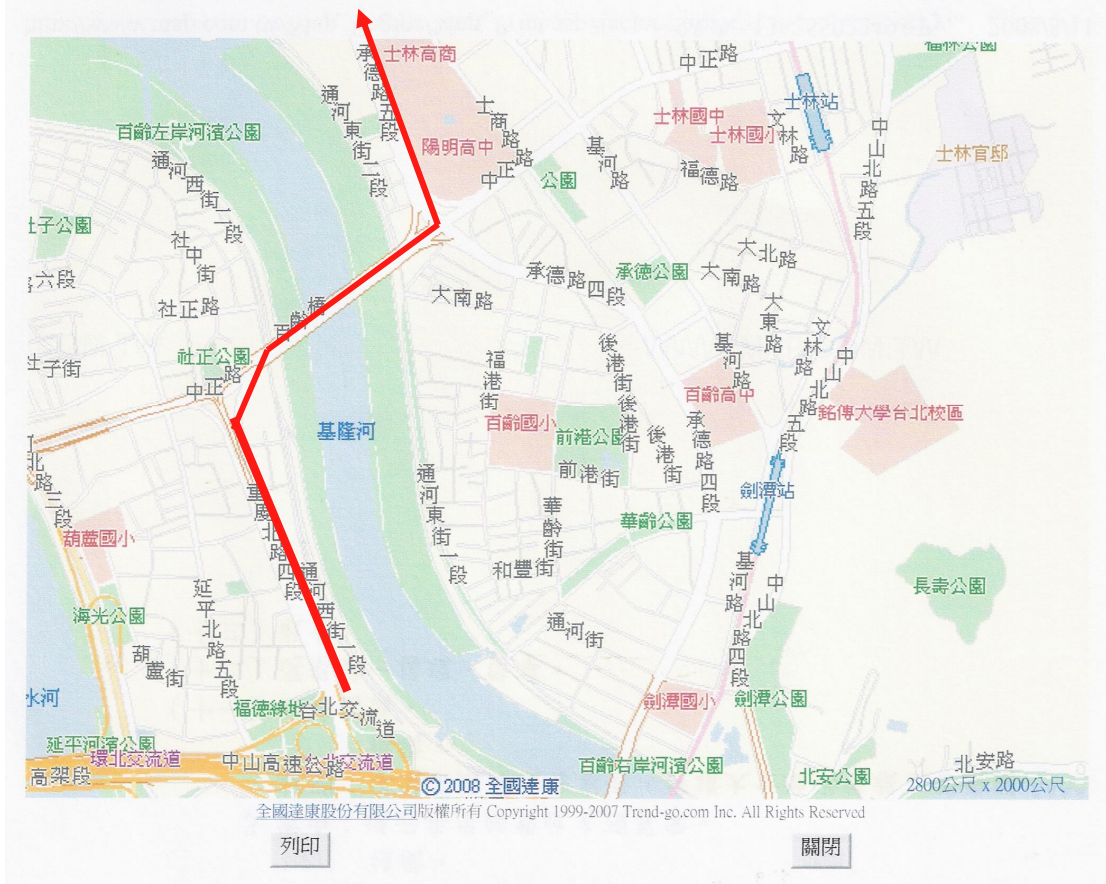 承德路五段
士林高商
中正路
福林公園
通河東街二段
士商路
士林國中
士林站
百齡左岸河濱公園
陽明高中
中正路
基河路
士林國小
文林路
中山北路五段
士林官邸
通河西街二段
公園
福德路
社中街
大北路
承德路四段
承德公園
大南路
大南路
社正路
百齡橋
大東路
文林路
社正公園
福港街
後港街
基河路
中山北路五段
中正路
百齡高中
銘傳大學台北校區
基隆河
百齡國小
前港公園
後港街
後港街
承德路四段
前港街
通河東街一段
劍潭站
重慶北路四段
華齡街
華齡公園
葫蘆國小
和豐街
基河路
中山北路四段
長壽公園
延平北路五段
通河西街一段
海光公園
通河街
葫蘆街
福德綠地
台北交流道
劍潭國小
劍潭公園
延平河濱公園
環北交流道
中山高速公路
台北交流道
百齡右岸河濱公園
北安公園
北安路
高架段
© 2008 全國達康
2800公尺 x 2000公尺
全國達康股份有限公司版權所有 Copyright 1999-2007 Trend-go.com Inc. All Rights Reserved
列印
關閉